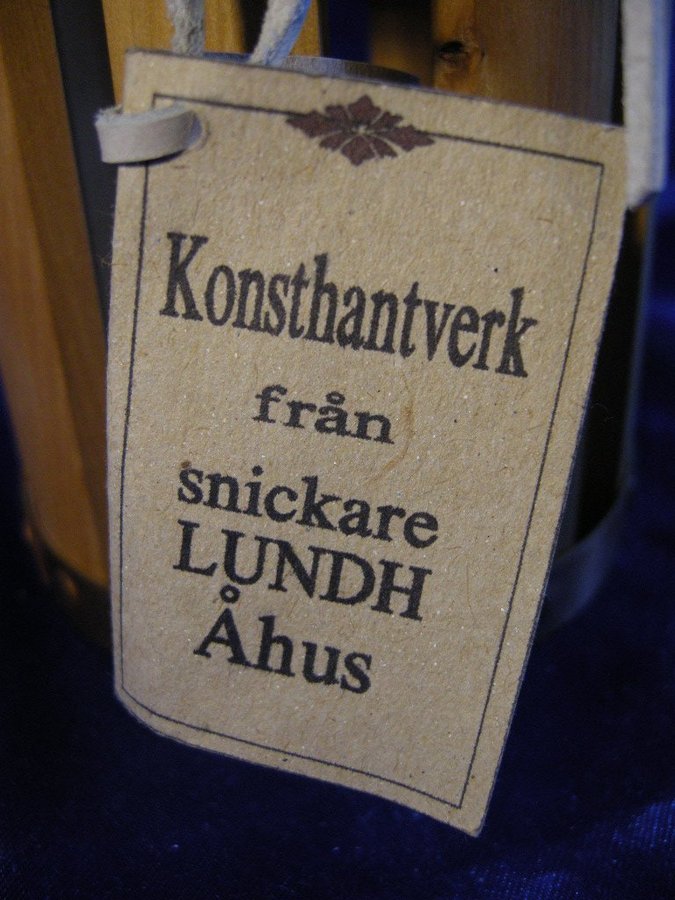 Konsthantverk
från
snickare
LUNDH
Åhus